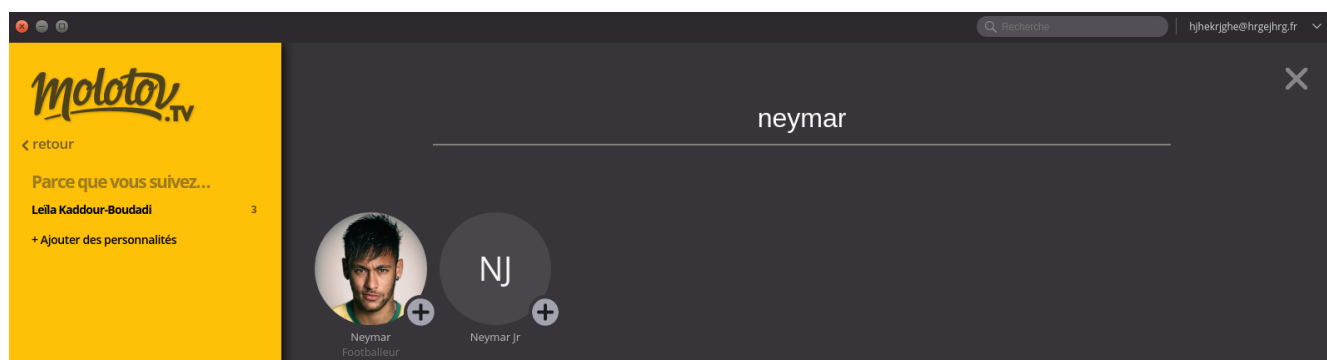 Recherche
hjhekrjghe@hrgejhrg.fr
molotov.TV
retour
Parce que vous suivez...
Leïla Kaddour-Boudadi 3
+ Ajouter des personnalités
neymar
NJ
Neymar
Footballeur
Neymar Jr